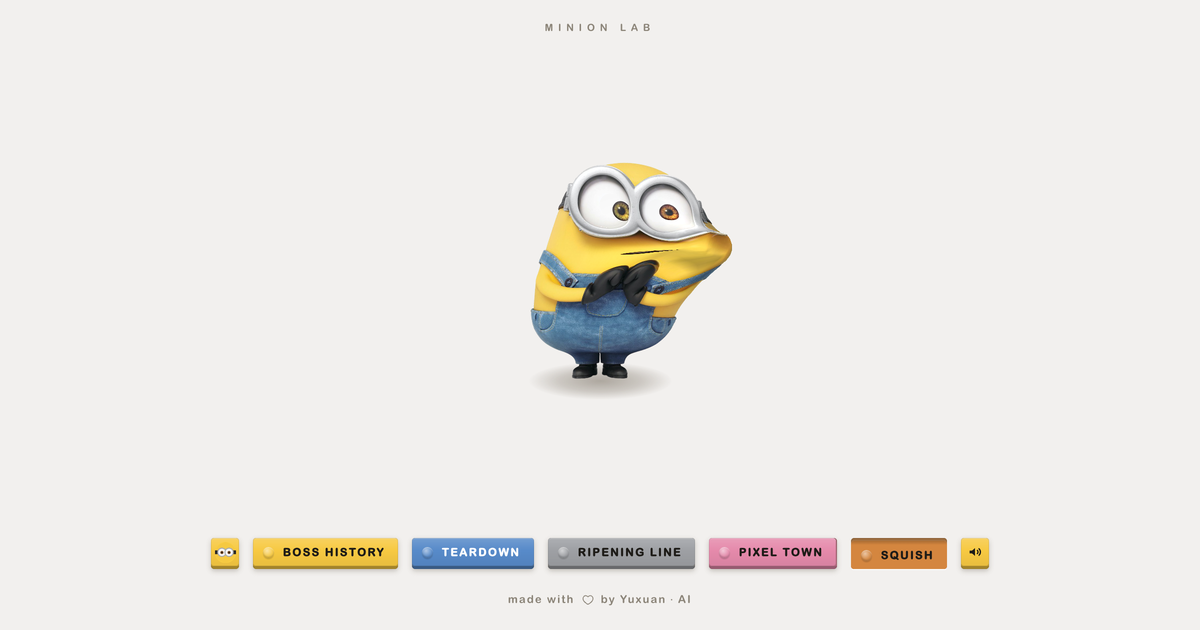 MINION LAB
BOSS HISTORY
TEARDOWN
RIPENING LINE
PIXEL TOWN
SQUISH
made with ♡ by Yuxuan · AI